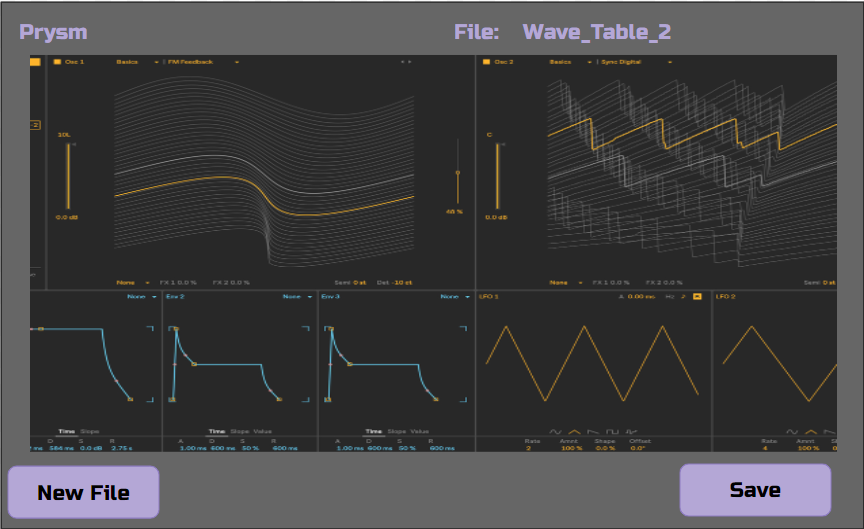 Prysm File: Wave_Table_2
Osc 1 Basics | FM Feedback
Osc 2 Basics | Sync Digital
2
10L
C
0
68 %
0.0 dB
0.0 dB
None FX 1 0.0 % FX 2 0.0 % Semi 0 st Det -10 ct
None FX 1 0.0 % FX 2 0.0 % Semi 0 st
None
Env 2 None
Env 3 None
LFO 1 A 0.00 ms Hz R
LFO 2
Time Slope
Time Slope Value
Time Slope Value
D S R
584 ms 0.0 dB 2.75 s
A D S R
1.00 ms 600 ms 50 % 600 ms
A D S R
1.00 ms 600 ms 50 % 600 ms
Rate Amnt Shape Offset
2 100 % 0.0 % 0.0°
Rate Amnt
4 100 %
New File
Save